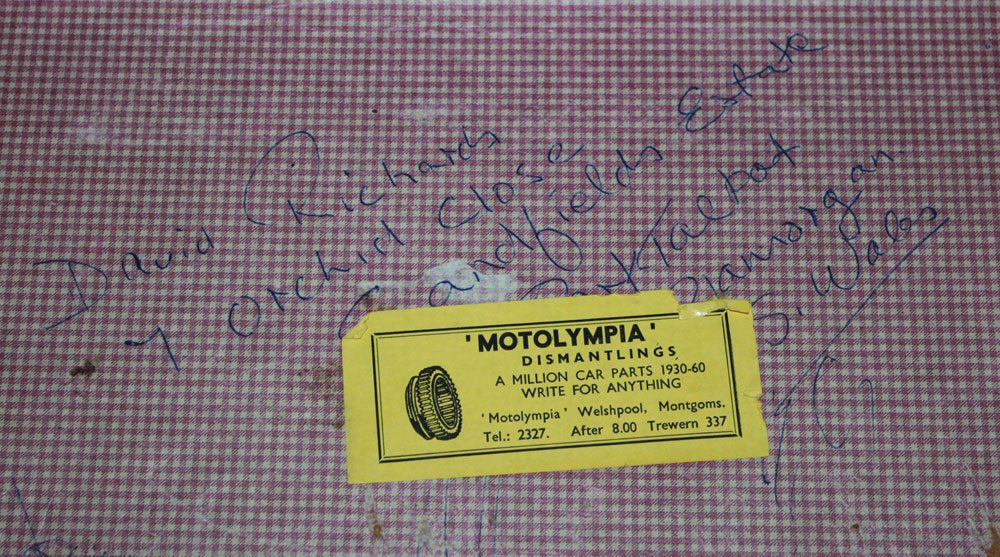 David Richards
7 Orchid Close
Sandfields Estate
Port Talbot
Glamorgan
S. Wales
'MOTOLYMPIA'
DISMANTLINGS
A MILLION CAR PARTS 1930-60
WRITE FOR ANYTHING
'Motolympia' Welshpool, Montgoms.
Tel.: 2327. After 8.00 Trewern 337